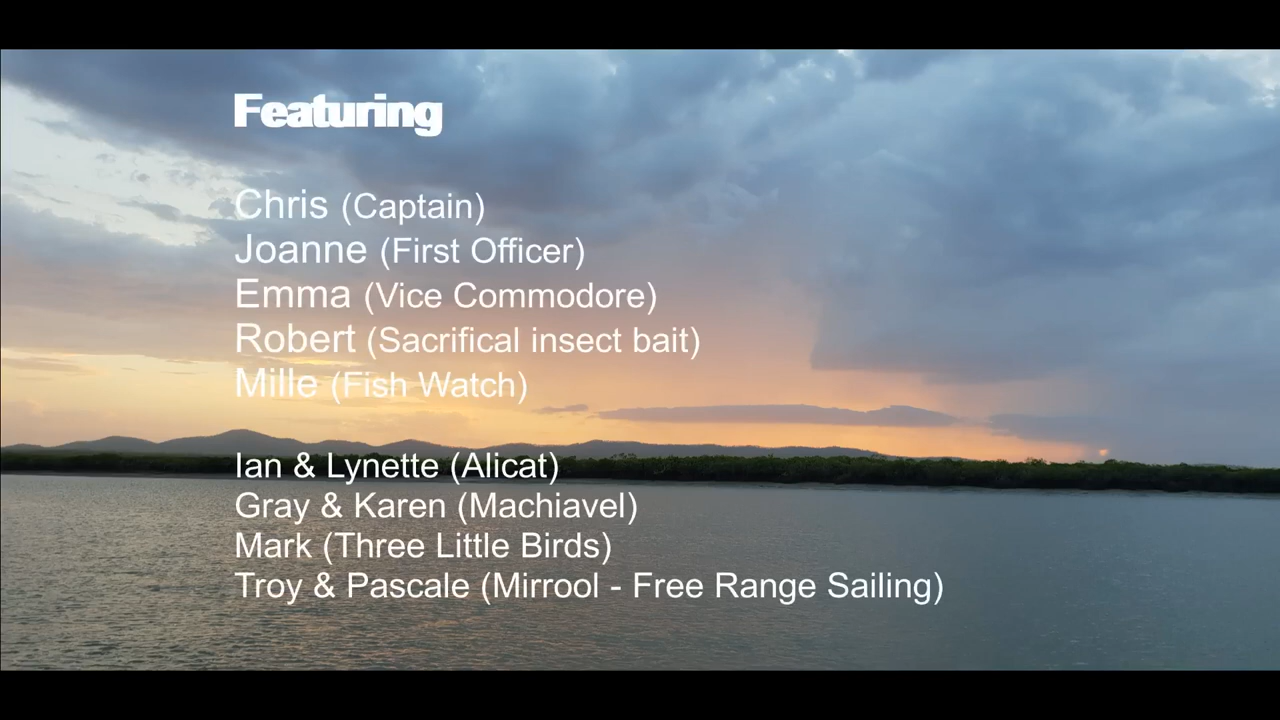 Featuring
Chris (Captain)
Joanne (First Officer)
Emma (Vice Commodore)
Robert (Sacrifical insect bait)
Mille (Fish Watch)
Ian & Lynette (Alicat)
Gray & Karen (Machiavel)
Mark (Three Little Birds)
Troy & Pascale (Mirrool - Free Range Sailing)